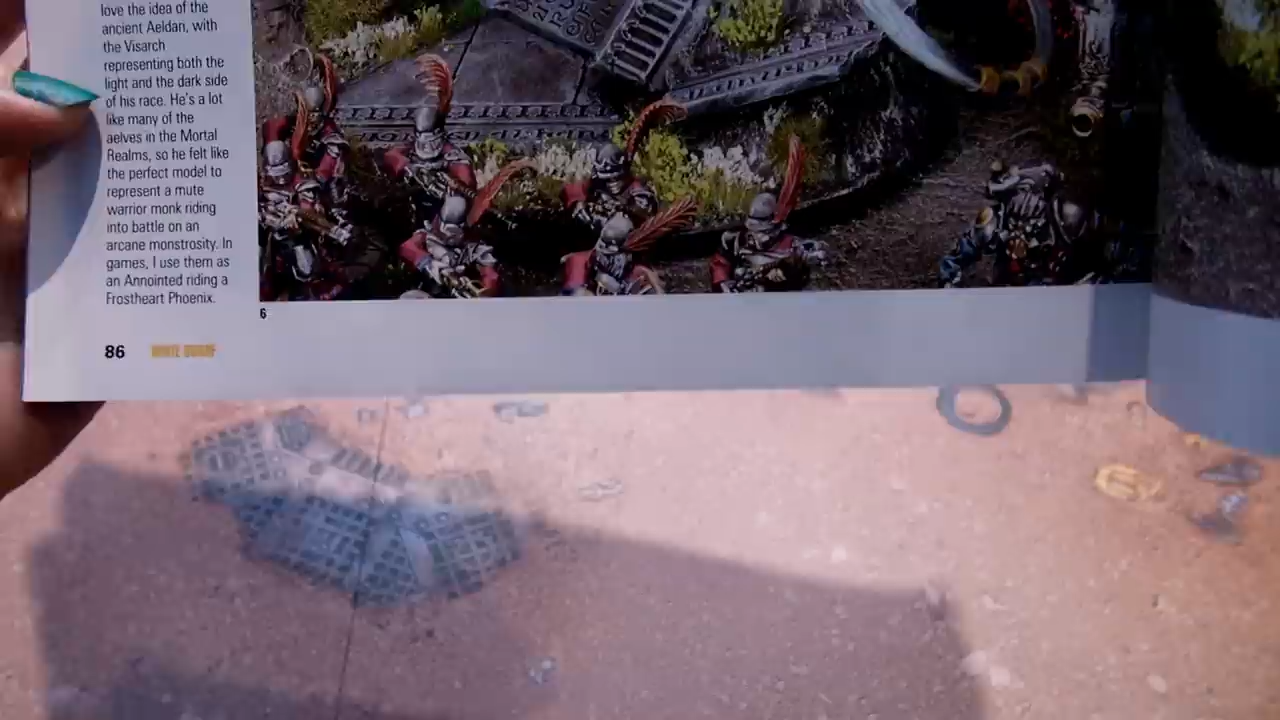 love the idea of the
ancient Aeldan, with
the Visarch
representing both the
light and the dark side
of his race. He's a lot
like many of the
aelves in the Mortal
Realms, so he felt like
the perfect model to
represent a mute
warrior monk riding
into battle on an
arcane monstrosity. In
games, I use them as
an Annointed riding a
Frostheart Phoenix.
6
86 WHITE DWARF